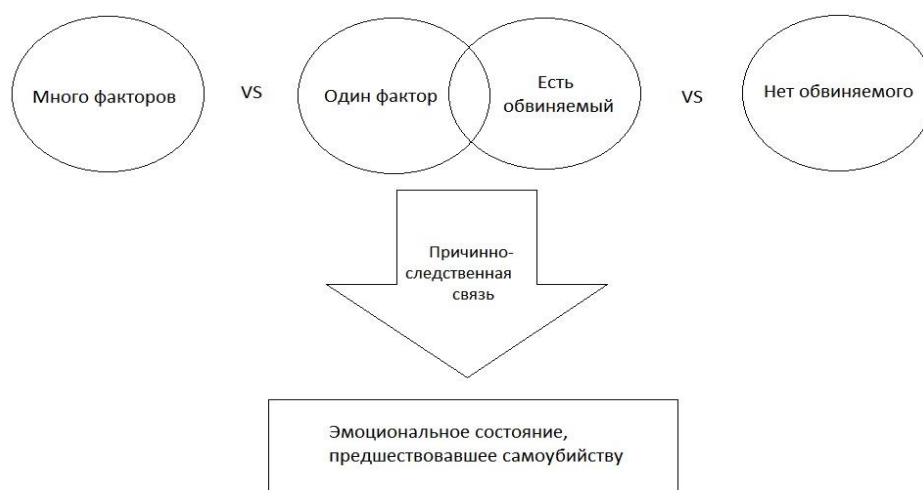 Много факторов
VS
Один фактор
Есть
обвиняемый
VS
Нет обвиняемого
Причинно-
следственная
связь
Эмоциональное состояние,
предшествовавшее самоубийству